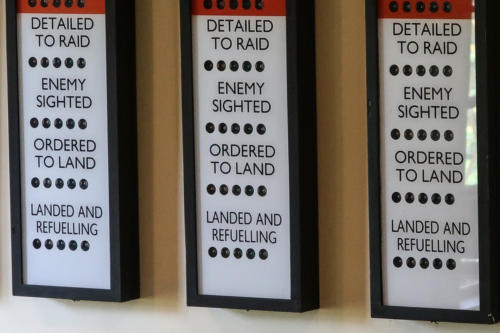 DETAILED
TO RAID
ENEMY
SIGHTED
ORDERED
TO LAND
LANDED AND
REFUELLING
DETAILED
TO RAID
ENEMY
SIGHTED
ORDERED
TO LAND
LANDED AND
REFUELLING
DETAILED
TO RAID
ENEMY
SIGHTED
ORDERED
TO LAND
LANDED AND
REFUELLING